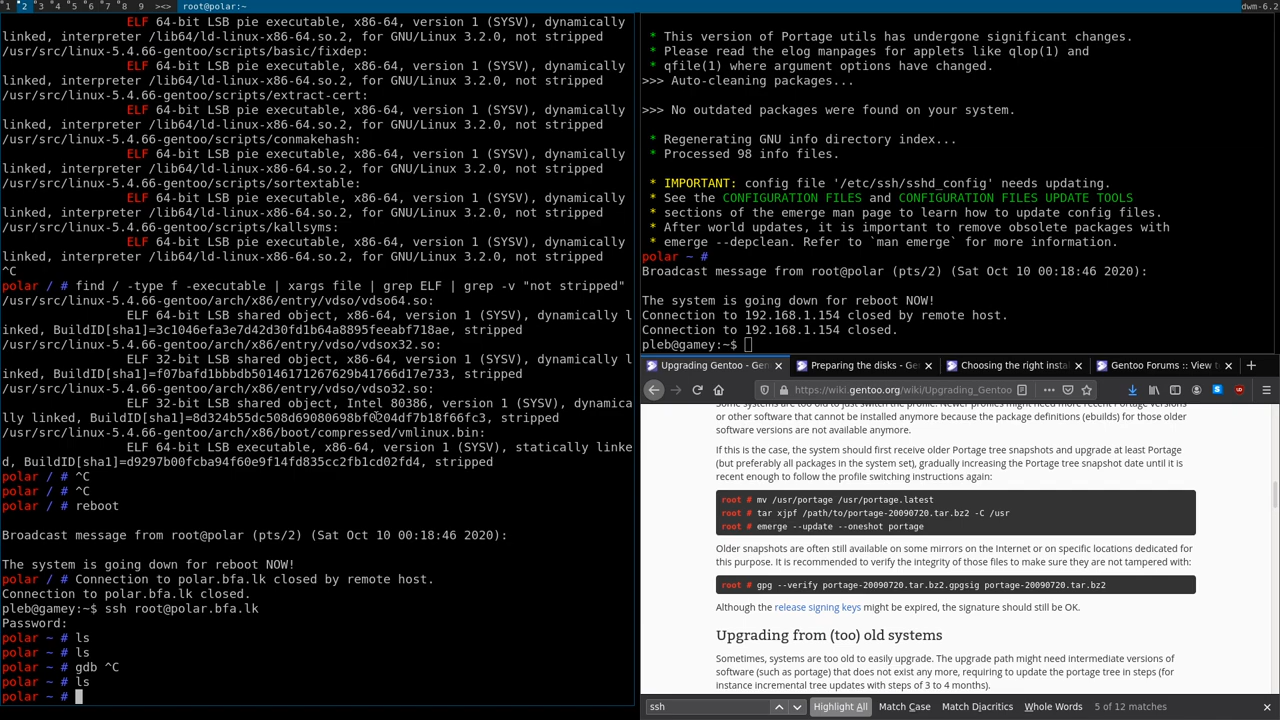 1 2 3 4 5 6 7 8 9 ><> root@polar:~ dwm-6.2
ELF 64-bit LSB pie executable, x86-64, version 1 (SYSV), dynamically
linked, interpreter /lib64/ld-linux-x86-64.so.2, for GNU/Linux 3.2.0, not stripped
/usr/src/linux-5.4.66-gentoo/scripts/basic/fixdep:
ELF 64-bit LSB pie executable, x86-64, version 1 (SYSV), dynamically
linked, interpreter /lib64/ld-linux-x86-64.so.2, for GNU/Linux 3.2.0, not stripped
/usr/src/linux-5.4.66-gentoo/scripts/extract-cert:
ELF 64-bit LSB pie executable, x86-64, version 1 (SYSV), dynamically
linked, interpreter /lib64/ld-linux-x86-64.so.2, for GNU/Linux 3.2.0, not stripped
/usr/src/linux-5.4.66-gentoo/scripts/conmakehash:
ELF 64-bit LSB pie executable, x86-64, version 1 (SYSV), dynamically
linked, interpreter /lib64/ld-linux-x86-64.so.2, for GNU/Linux 3.2.0, not stripped
/usr/src/linux-5.4.66-gentoo/scripts/sortextable:
ELF 64-bit LSB pie executable, x86-64, version 1 (SYSV), dynamically
linked, interpreter /lib64/ld-linux-x86-64.so.2, for GNU/Linux 3.2.0, not stripped
/usr/src/linux-5.4.66-gentoo/scripts/kallsyms:
ELF 64-bit LSB pie executable, x86-64, version 1 (SYSV), dynamically
linked, interpreter /lib64/ld-linux-x86-64.so.2, for GNU/Linux 3.2.0, not stripped
^C
polar / # find / -type f -executable | xargs file | grep ELF | grep -v "not stripped"
/usr/src/linux-5.4.66-gentoo/arch/x86/entry/vdso/vdso64.so:
ELF 64-bit LSB shared object, x86-64, version 1 (SYSV), dynamically l
inked, BuildID[sha1]=3c1046efa3e7d42d30fd1b64a8895feeabf718ae, stripped
/usr/src/linux-5.4.66-gentoo/arch/x86/entry/vdso/vdsox32.so:
ELF 32-bit LSB shared object, x86-64, version 1 (SYSV), dynamically l
inked, BuildID[sha1]=f07bafd1bbbdb50146171267629b41766d17e733, stripped
/usr/src/linux-5.4.66-gentoo/arch/x86/entry/vdso/vdso32.so:
ELF 32-bit LSB shared object, Intel 80386, version 1 (SYSV), dynamica
lly linked, stripped
/usr/src/linux-5.4.66-gentoo/arch/x86/boot/compressed/vmlinux.bin:
ELF 64-bit LSB executable, x86-64, version 1 (SYSV), statically linke
d, BuildID[sha1]=d9297b00fcba94f60e9f14fd835cc2fb1cd02fd4, stripped
polar / # ^C
polar / # ^C
polar / # reboot
Broadcast message from root@polar (pts/2) (Sat Oct 10 00:18:46 2020):
The system is going down for reboot NOW!
polar / # Connection to polar.bfa.lk closed by remote host.
Connection to polar.bfa.lk closed.
pleb@gamey:~$ ssh root@polar.bfa.lk
Password:
polar ~ # ls
polar ~ # ls
polar ~ # gdb ^C
polar ~ # ls
polar ~ #
* This version of Portage utils has undergone significant changes.
* Please read the elog manpages for applets like qlop(1) and
* qfile(1) where argument options have changed.
>>> Auto-cleaning packages...
>>> No outdated packages were found on your system.
* Regenerating GNU info directory index...
* Processed 98 info files.
* IMPORTANT: config file '/etc/ssh/sshd_config' needs updating.
* See the CONFIGURATION FILES and CONFIGURATION FILES UPDATE TOOLS
* sections of the emerge man page to learn how to update config files.
* After world updates, it is important to remove obsolete packages with
* emerge --depclean. Refer to `man emerge` for more information.
polar ~ #
Broadcast message from root@polar (pts/2) (Sat Oct 10 00:18:46 2020):
The system is going down for reboot NOW!
Connection to 192.168.1.154 closed by remote host.
Connection to 192.168.1.154 closed.
pleb@gamey:~$
Upgrading Gentoo - Gen Preparing the disks - Ge Choosing the right insta Gentoo Forums :: View t
https://wiki.gentoo.org/wiki/Upgrading_Gentoo
or other software that cannot be installed anymore because the package definitions (ebuilds) for those older
software versions are not available anymore.
If this is the case, the system should first receive older Portage tree snapshots and upgrade at least Portage
(but preferably all packages in the system set), gradually increasing the Portage tree snapshot date until it is
recent enough to follow the profile switching instructions again:
root # mv /usr/portage /usr/portage.latest
root # tar xjpf /path/to/portage-20090720.tar.bz2 -C /usr
root # emerge --update --oneshot portage
Older snapshots are often still available on some mirrors on the Internet or on specific locations dedicated for
this purpose. It is recommended to verify the integrity of those files to make sure they are not tampered with:
root # gpg --verify portage-20090720.tar.bz2.gpgsig portage-20090720.tar.bz2
Although the release signing keys might be expired, the signature should still be OK.
Upgrading from (too) old systems
Sometimes, systems are too old to easily upgrade. The upgrade path might need intermediate versions of
software (such as portage) that does not exist any more, requiring to update the portage tree in steps (for
instance incremental tree updates with steps of 3 to 4 months).
ssh Highlight All Match Case Match Diacritics Whole Words 5 of 12 matches